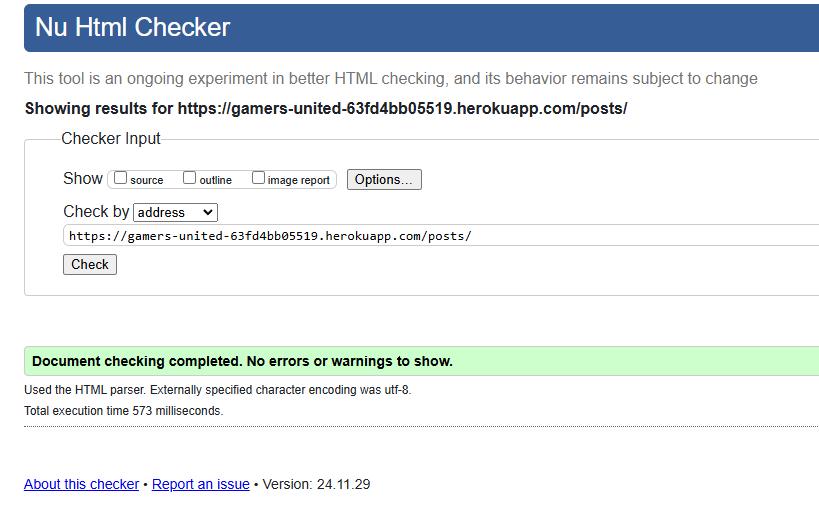 Nu Html Checker
This tool is an ongoing experiment in better HTML checking, and its behavior remains subject to change
Showing results for https://gamers-united-63fd4bb05519.herokuapp.com/posts/
Checker Input
Show source outline image report Options...
Check by address
https://gamers-united-63fd4bb05519.herokuapp.com/posts/
Check
Document checking completed. No errors or warnings to show.
Used the HTML parser. Externally specified character encoding was utf-8.
Total execution time 573 milliseconds.
About this checker • Report an issue • Version: 24.11.29